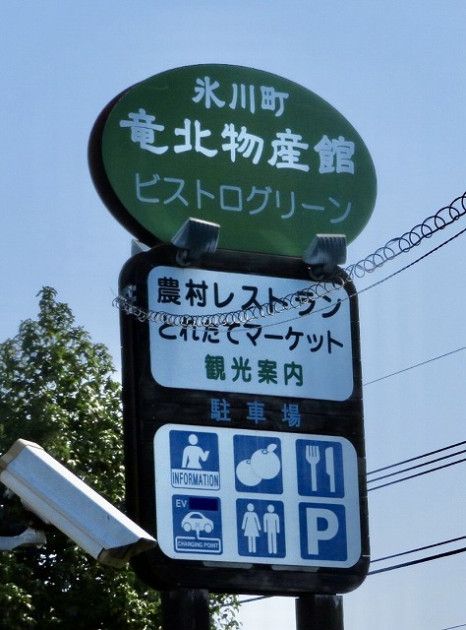 氷川町
竜北物産館
ビストログリーン
農村レストラン
とれたてマーケット
観光案内
駐車場
INFORMATION
EV
CHARGING POINT
P